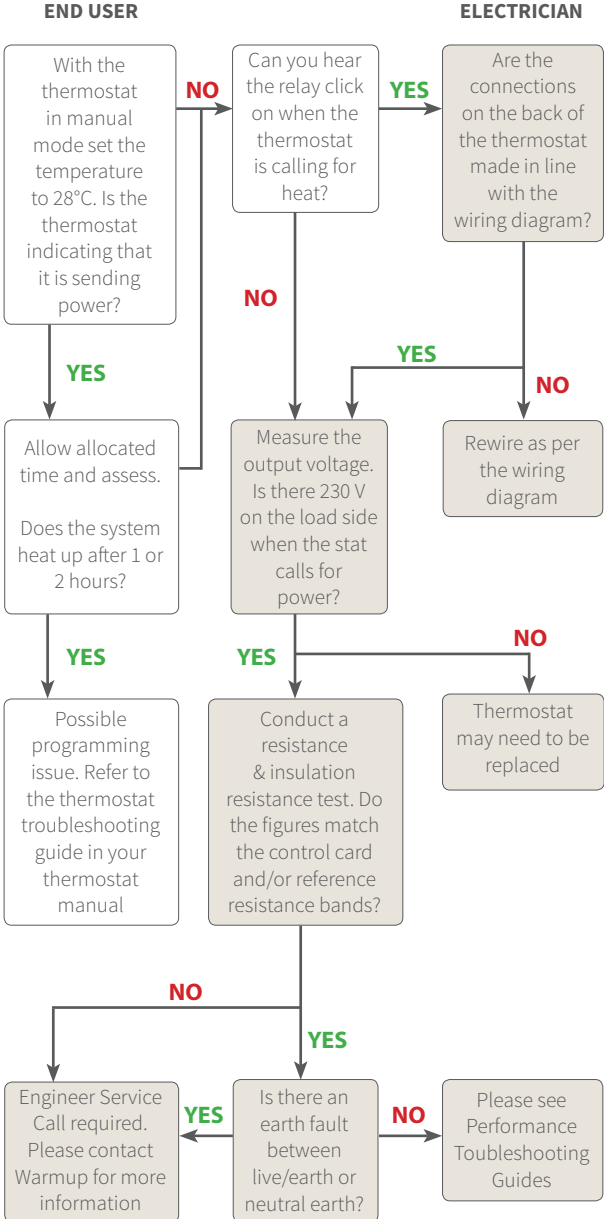 END USER
ELECTRICIAN
With the
thermostat
in manual
mode set the
temperature
to 28°C. Is the
thermostat
indicating that
it is sending
power?
NO
Can you hear
the relay click
on when the
thermostat
is calling for
heat?
YES
Are the
connections
on the back of
the thermostat
made in line
with the
wiring diagram?
YES
NO
YES
NO
Allow allocated
time and assess.
Does the system
heat up after 1 or
2 hours?
Measure the
output voltage.
Is there 230 V
on the load side
when the stat
calls for
power?
Rewire as per
the wiring
diagram
YES
YES
NO
Possible
programming
issue. Refer to
the thermostat
troubleshooting
guide in your
thermostat
manual
Conduct a
resistance
& insulation
resistance test. Do
the figures match
the control card
and/or reference
resistance bands?
Thermostat
may need to be
replaced
NO
YES
Engineer Service
Call required.
Please contact
Warmup for more
information
YES
Is there an
earth fault
between
live/earth or
neutral earth?
NO
Please see
Performance
Toubleshooting
Guides